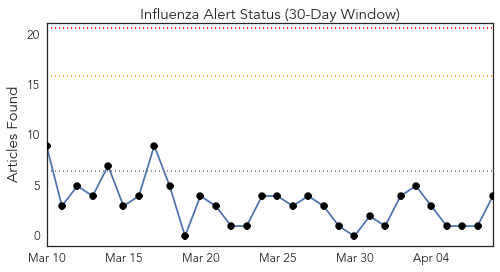 Influenza Alert Status (30-Day Window)
Articles Found
20
15
10
5
0
Mar 10
Mar 15
Mar 20
Mar 25
Mar 30
Apr 04